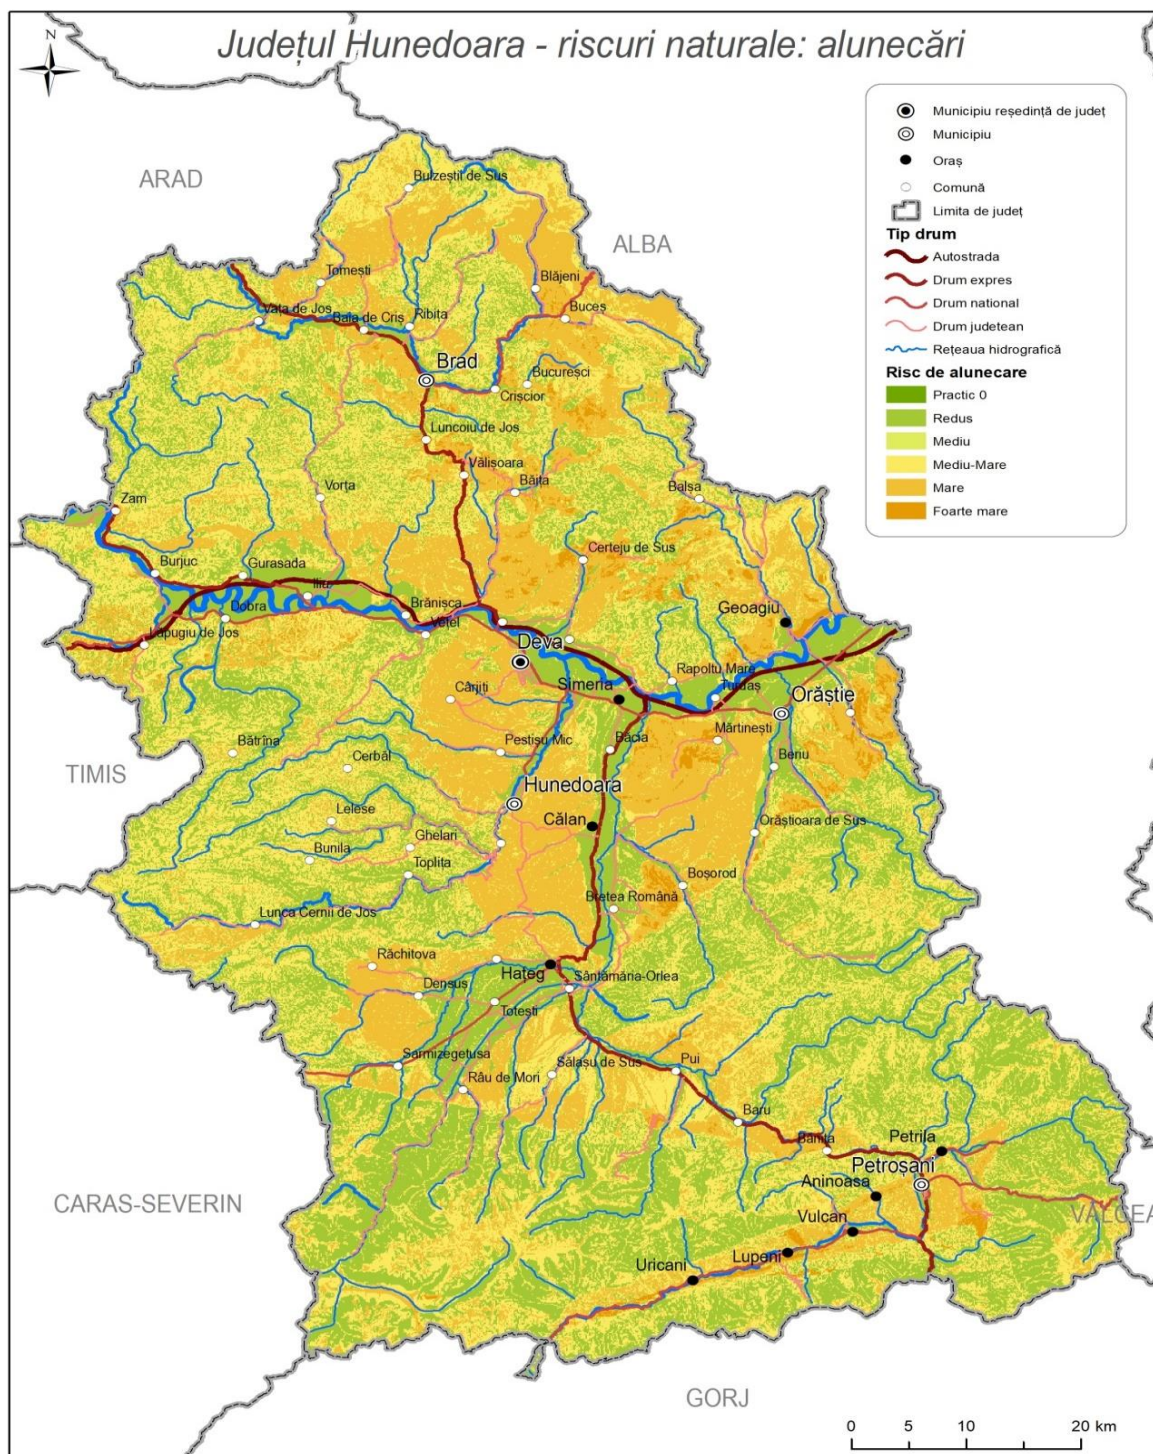 Județul Hunedoara - riscuri naturale: alunecări
N
Municipiu reședință de județ
Municipiu
Oraș
Comună
Limita de județ
Tip drum
Autostrada
Drum expres
Drum national
Drum judetean
Rețeaua hidrografică
Risc de alunecare
Practic 0
Redus
Mediu
Mediu-Mare
Mare
Foarte mare
ARAD
ALBA
Bulzeștii de Sus
Tomești
Blăjeni
Vața de Jos
Baia de Criș
Ribița
Buceș
Brad
București
Crișcior
Luncoiu de Jos
Vălișoara
Băița
Balșa
Vorța
Zam
Certeju de Sus
Burjuc
Gurasada
Ilia
Dobra
Brănișca
Geoagiu
Lăpugiu de Jos
Vețel
Deva
Rapoltu Mare
Cârjiți
Simeria
Turdaș
Orăștie
Bătrîna
Pestișu Mic
Băcia
Mărtinești
TIMIS
Cerbăl
Beriu
Hunedoara
Lelese
Călan
Ghelari
Orăștioara de Sus
Bunila
Toplița
Boșorod
Bretea Română
Lunca Cernii de Jos
Răchitova
Hațeg
Sântămăria-Orlea
Densuș
Totești
Sarmizegetusa
Sălașu de Sus
Pui
Râu de Mori
Baru
Bănița
Petrila
Petroșani
Aninoasa
CARAS-SEVERIN
Vulcan
VALCEA
Lupeni
Uricani
GORJ
0 5 10 20 km